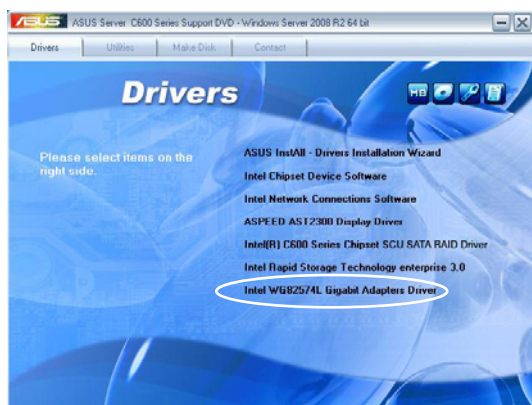 ASUS
ASUS Server C600 Series Support DVD - Windows Server 2008 R2 64 bit
Drivers
Utilities
Make Disk
Contact
Drivers
MB
Please select items on the
right side.
ASUS InstAll - Drivers Installation Wizard
Intel Chipset Device Software
Intel Network Connections Software
ASPEED AST2300 Display Driver
Intel(R) C600 Series Chipset SCU SATA RAID Driver
Intel Rapid Storage Technology enterprise 3.0
Intel WG82574L Gigabit Adapters Driver